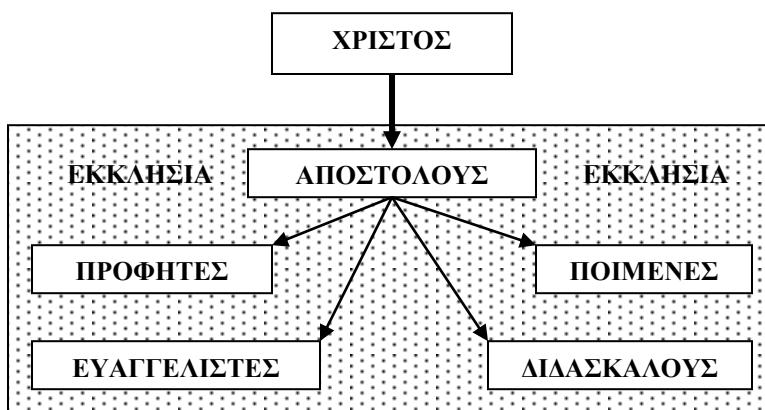 ΧΡΙΣΤΟΣ
ΕΚΚΛΗΣΙΑ ΑΠΟΣΤΟΛΟΥΣ ΕΚΚΛΗΣΙΑ
ΠΡΟΦΗΤΕΣ ΠΟΙΜΕΝΕΣ
ΕΥΑΓΓΕΛΙΣΤΕΣ ΔΙΔΑΣΚΑΛΟΥΣ